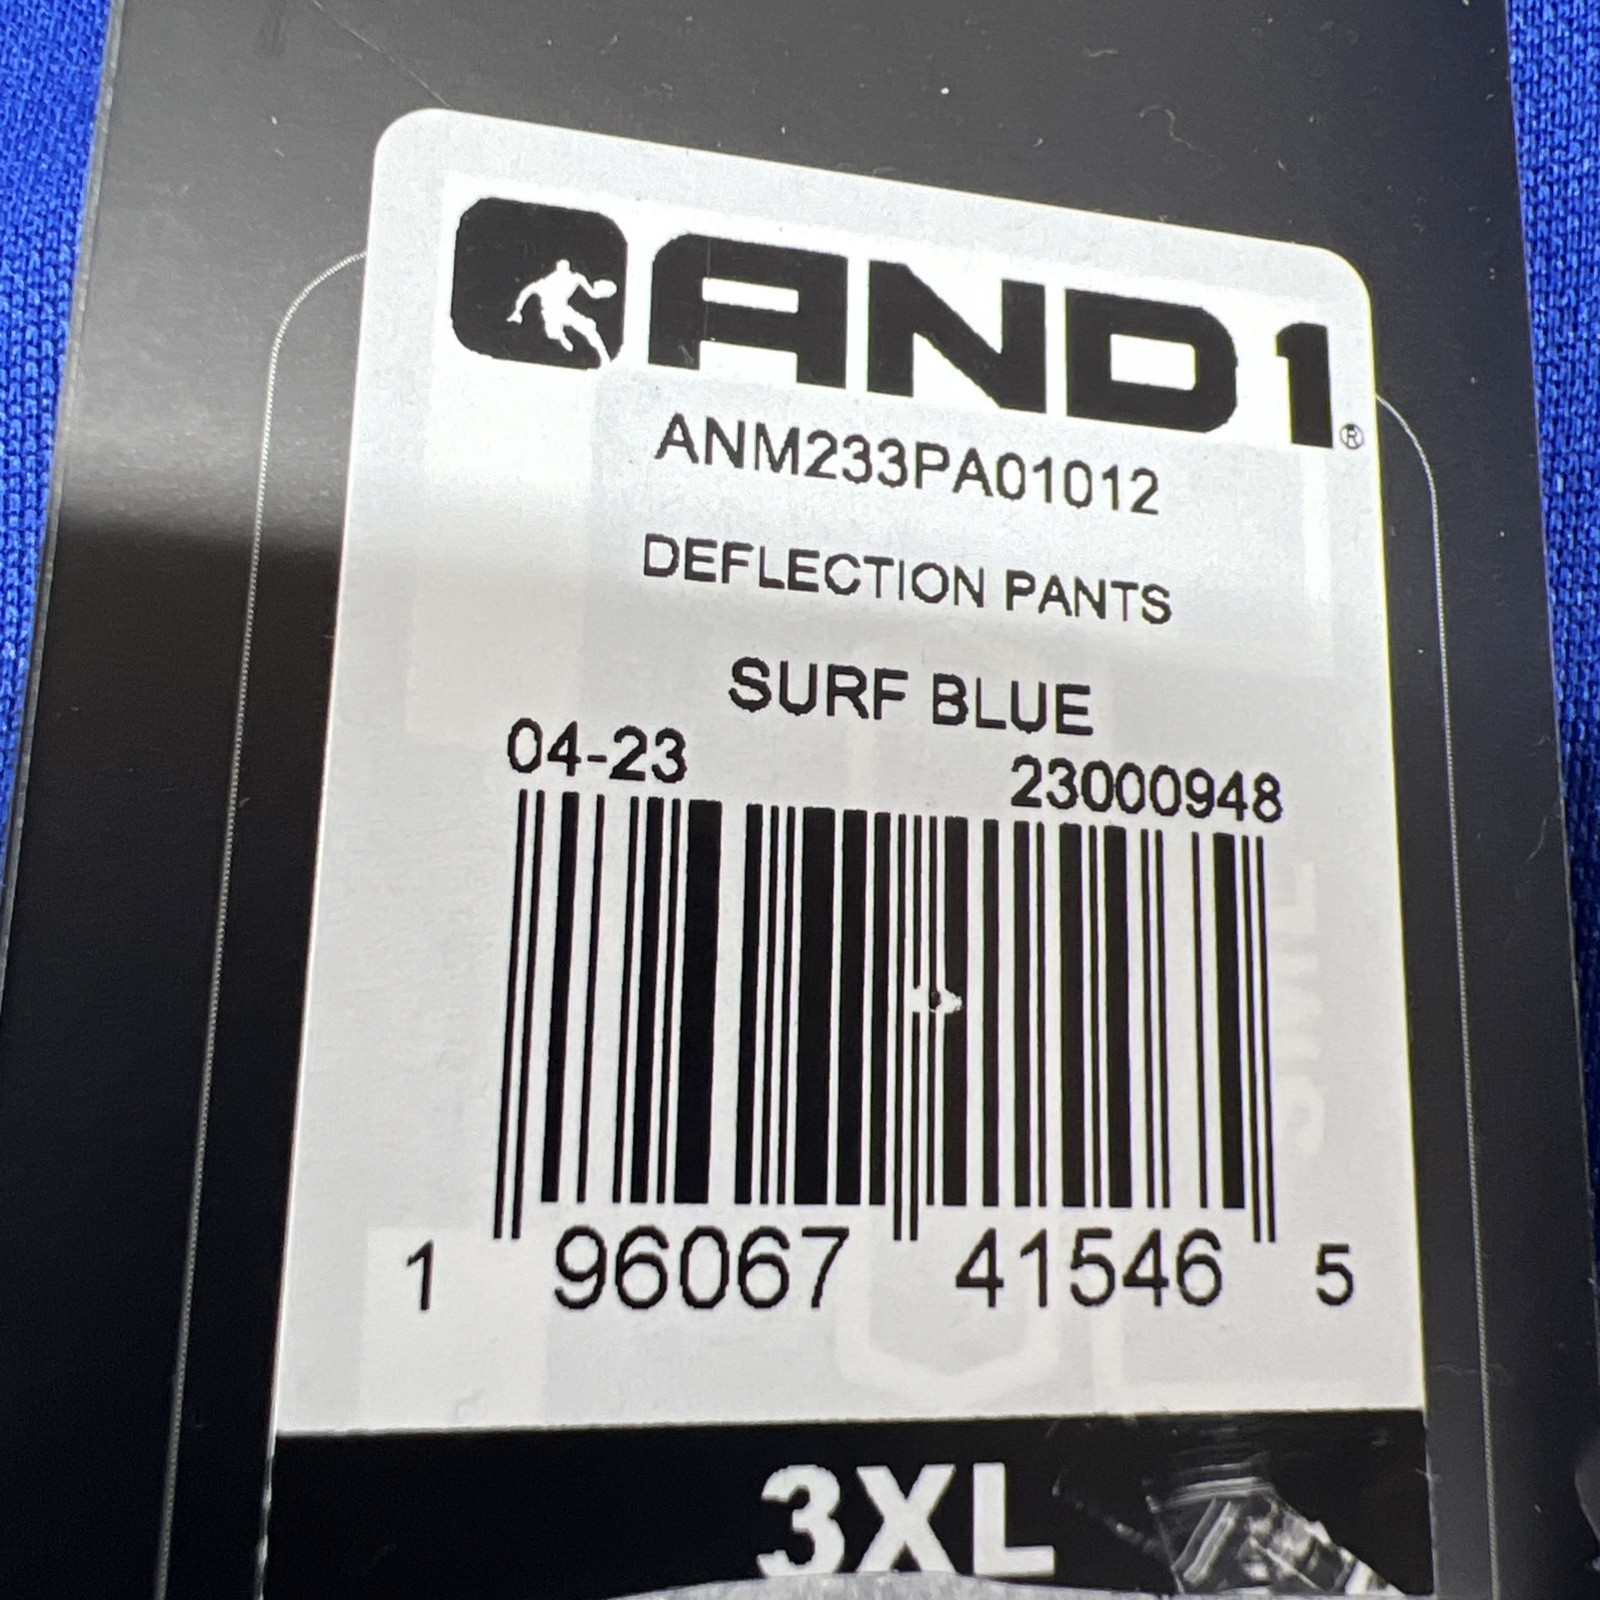 AND1®
ANM233PA01012
DEFLECTION PANTS
SURF BLUE
04-23 23000948
1 96067 41546 5
3XL